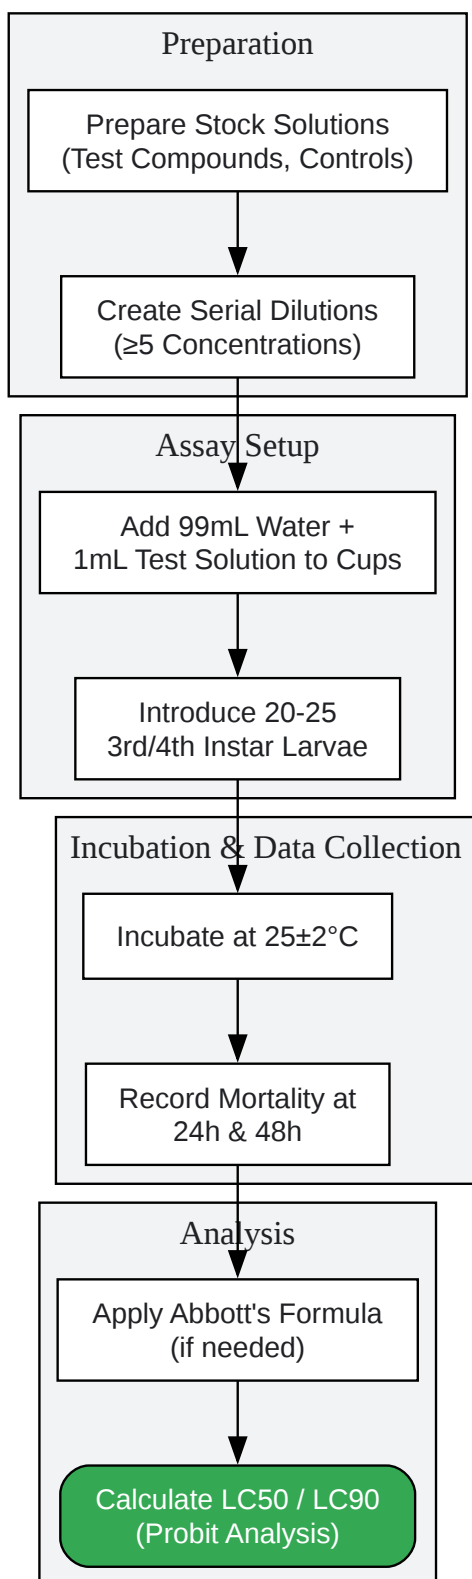 Preparation
Prepare Stock Solutions
(Test Compounds, Controls)
Create Serial Dilutions
(≥5 Concentrations)
Assay Setup
Add 99mL Water +
1mL Test Solution to Cups
Introduce 20-25
3rd/4th Instar Larvae
Incubation & Data Collection
Incubate at 25±2°C
Record Mortality at
24h & 48h
Analysis
Apply Abbott's Formula
(if needed)
Calculate LC50 / LC90
(Probit Analysis)